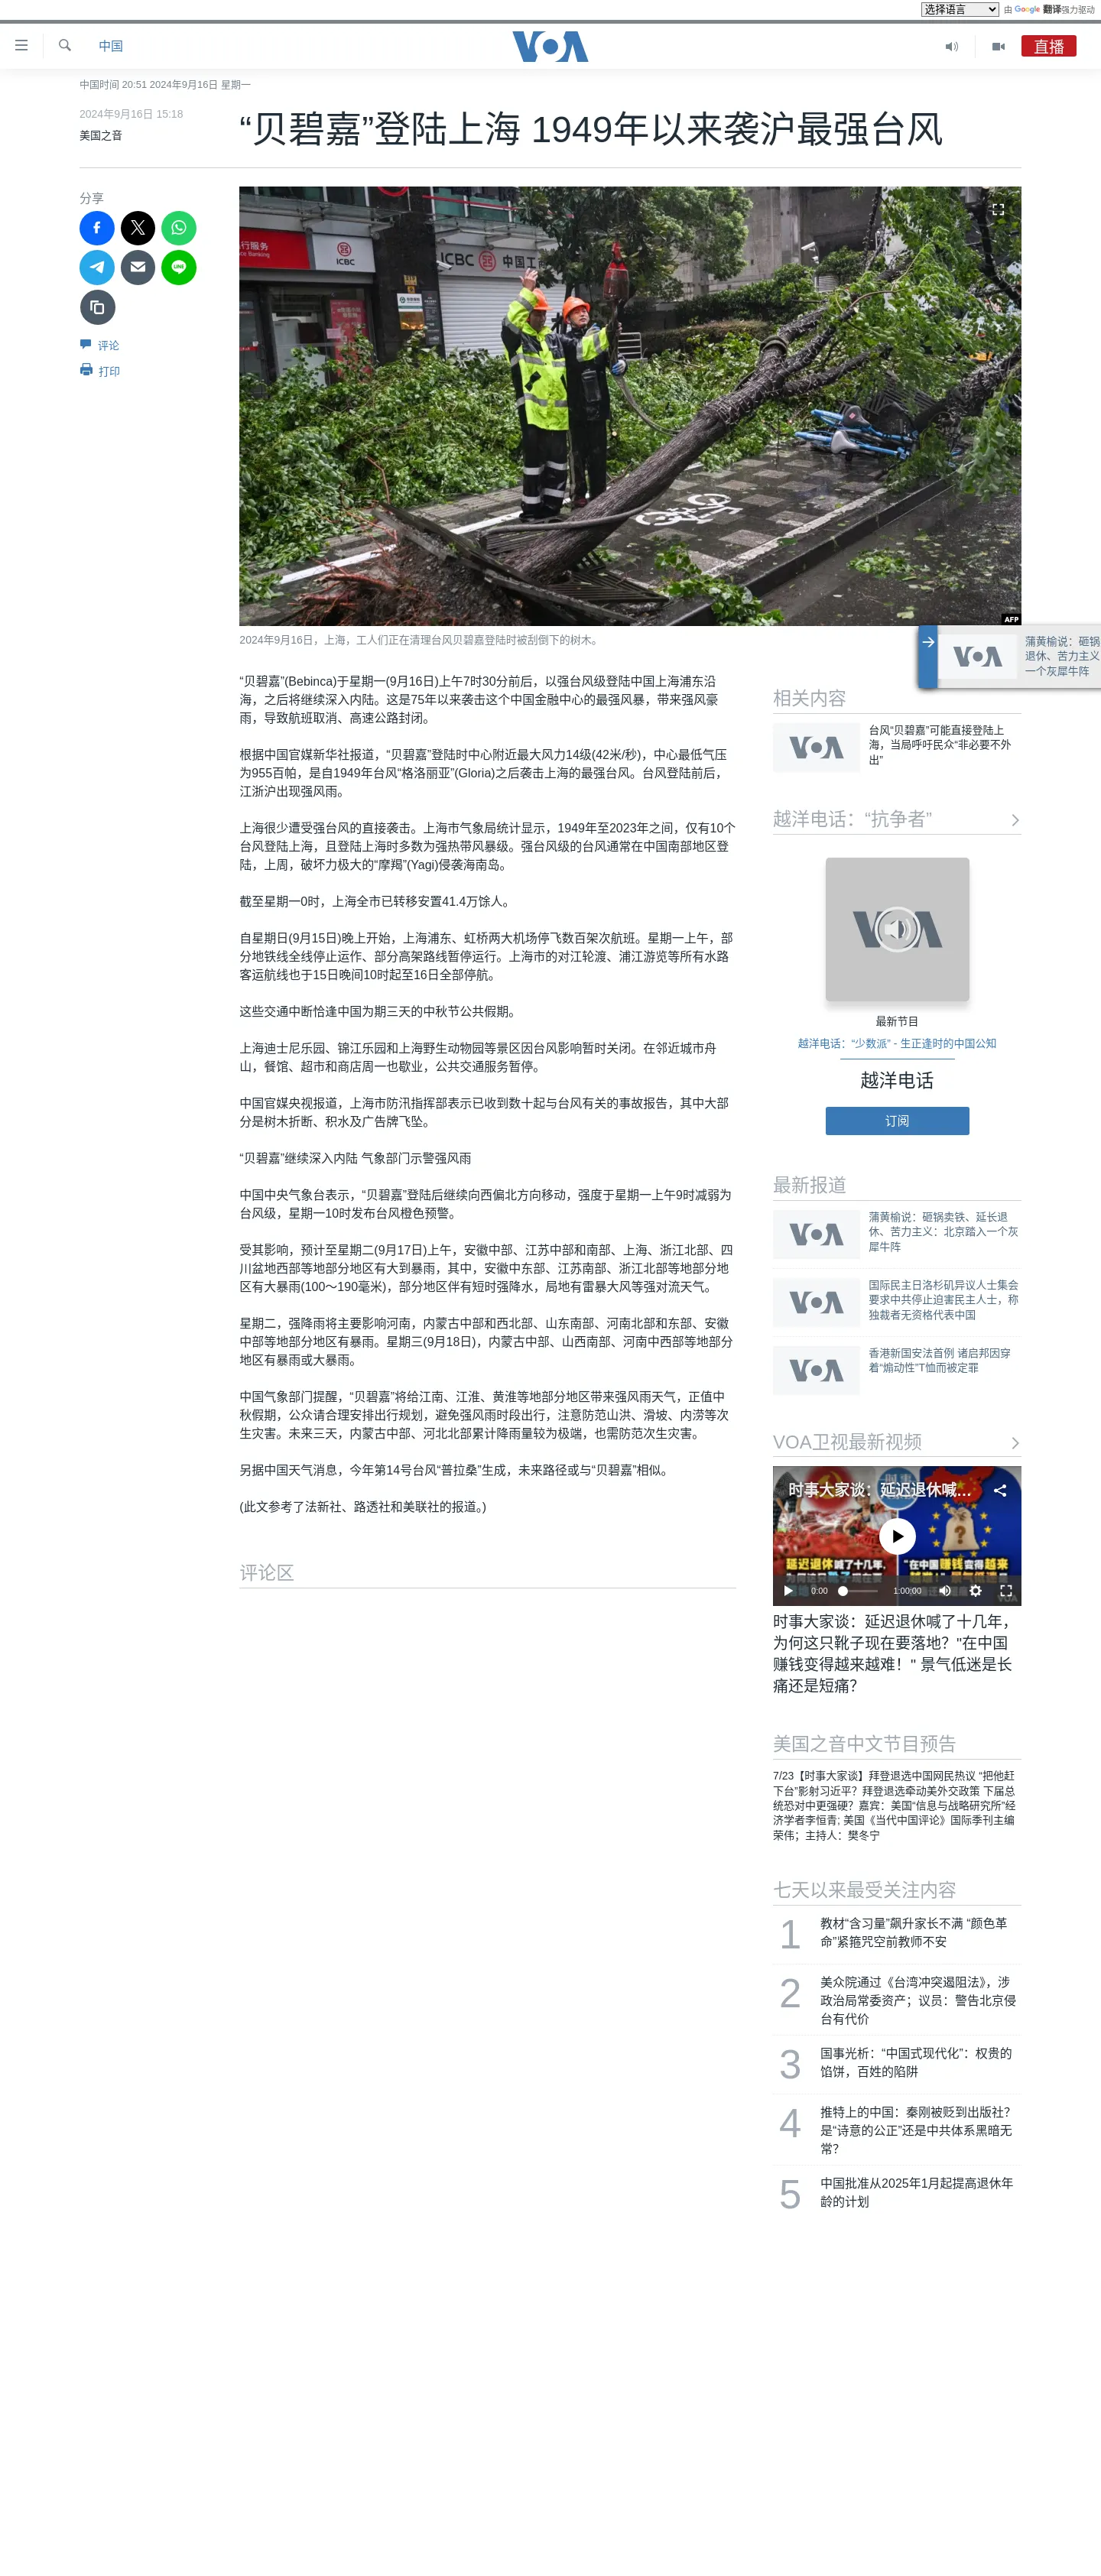 选择语言 由 Google 翻译强力驱动
中国
VOA
直播
中国时间 20:51 2024年9月16日 星期一
2024年9月16日 15:18
美国之音
“贝碧嘉”登陆上海 1949年以来袭沪最强台风
分享
评论
打印
ICBC
ICBC
中国工商
AFP
2024年9月16日，上海，工人们正在清理台风贝碧嘉登陆时被刮倒下的树木。
“贝碧嘉”(Bebinca)于星期一(9月16日)上午7时30分前后，以强台风级登陆中国上海浦东沿
海，之后将继续深入内陆。这是75年以来袭击这个中国金融中心的最强风暴，带来强风豪
雨，导致航班取消、高速公路封闭。
根据中国官媒新华社报道，“贝碧嘉”登陆时中心附近最大风力14级(42米/秒)，中心最低气压
为955百帕，是自1949年台风“格洛丽亚”(Gloria)之后袭击上海的最强台风。台风登陆前后，
江浙沪出现强风雨。
上海很少遭受强台风的直接袭击。上海市气象局统计显示，1949年至2023年之间，仅有10个
台风登陆上海，且登陆上海时多数为强热带风暴级。强台风级的台风通常在中国南部地区登
陆，上周，破坏力极大的“摩羯”(Yagi)侵袭海南岛。
截至星期一0时，上海全市已转移安置41.4万馀人。
自星期日(9月15日)晚上开始，上海浦东、虹桥两大机场停飞数百架次航班。星期一上午，部
分地铁线全线停止运作、部分高架路线暂停运行。上海市的对江轮渡、浦江游览等所有水路
客运航线也于15日晚间10时起至16日全部停航。
这些交通中断恰逢中国为期三天的中秋节公共假期。
上海迪士尼乐园、锦江乐园和上海野生动物园等景区因台风影响暂时关闭。在邻近城市舟
山，餐馆、超市和商店周一也歇业，公共交通服务暂停。
中国官媒央视报道，上海市防汛指挥部表示已收到数十起与台风有关的事故报告，其中大部
分是树木折断、积水及广告牌飞坠。
“贝碧嘉”继续深入内陆 气象部门示警强风雨
中国中央气象台表示，“贝碧嘉”登陆后继续向西偏北方向移动，强度于星期一上午9时减弱为
台风级，星期一10时发布台风橙色预警。
受其影响，预计至星期二(9月17日)上午，安徽中部、江苏中部和南部、上海、浙江北部、四
川盆地西部等地部分地区有大到暴雨，其中，安徽中东部、江苏南部、浙江北部等地部分地
区有大暴雨(100～190毫米)，部分地区伴有短时强降水，局地有雷暴大风等强对流天气。
星期二，强降雨将主要影响河南，内蒙古中部和西北部、山东南部、河南北部和东部、安徽
中部等地部分地区有暴雨。星期三(9月18日)，内蒙古中部、山西南部、河南中西部等地部分
地区有暴雨或大暴雨。
中国气象部门提醒，“贝碧嘉”将给江南、江淮、黄淮等地部分地区带来强风雨天气，正值中
秋假期，公众请合理安排出行规划，避免强风雨时段出行，注意防范山洪、滑坡、内涝等次
生灾害。未来三天，内蒙古中部、河北北部累计降雨量较为极端，也需防范次生灾害。
另据中国天气消息，今年第14号台风“普拉桑”生成，未来路径或与“贝碧嘉”相似。
(此文参考了法新社、路透社和美联社的报道。)
评论区
VOA
蒲黄榆说：砸锅
退休、苦力主义
一个灰犀牛阵
相关内容
VOA
台风“贝碧嘉”可能直接登陆上
海，当局呼吁民众“非必要不外
出”
越洋电话：“抗争者”
VOA
最新节目
越洋电话：“少数派” - 生正逢时的中国公知
越洋电话
订阅
最新报道
VOA
蒲黄榆说：砸锅卖铁、延长退
休、苦力主义：北京踏入一个灰
犀牛阵
VOA
国际民主日洛杉矶异议人士集会
要求中共停止迫害民主人士，称
独裁者无资格代表中国
VOA
香港新国安法首例 诸启邦因穿
着“煽动性”T恤而被定罪
VOA卫视最新视频
时事大家谈：延迟退休喊...
延迟退休喊了十几年，
“在中国赚钱变得越来
0:00
1:00:00
VOA
时事大家谈：延迟退休喊了十几年，
为何这只靴子现在要落地？"在中国
赚钱变得越来越难！" 景气低迷是长
痛还是短痛？
美国之音中文节目预告
7/23【时事大家谈】拜登退选中国网民热议 “把他赶
下台”影射习近平？拜登退选牵动美外交政策 下届总
统恐对中更强硬？嘉宾：美国“信息与战略研究所”经
济学者李恒青; 美国《当代中国评论》国际季刊主编
荣伟；主持人：樊冬宁
七天以来最受关注内容
1
教材“含习量”飙升家长不满 “颜色革
命”紧箍咒空前教师不安
2
美众院通过《台湾冲突遏阻法》，涉
政治局常委资产；议员：警告北京侵
台有代价
3
国事光析：“中国式现代化”：权贵的
馅饼，百姓的陷阱
4
推特上的中国：秦刚被贬到出版社？
是“诗意的公正”还是中共体系黑暗无
常？
5
中国批准从2025年1月起提高退休年
龄的计划